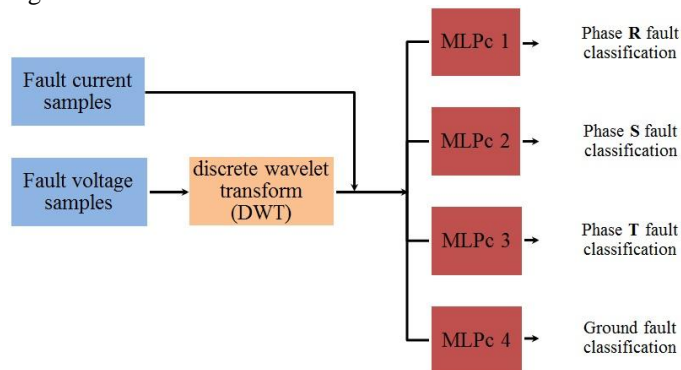 Fault current
samples
Fault voltage
samples
discrete wavelet
transform
(DWT)
MLPc 1
Phase R fault
classification
MLPc 2
Phase S fault
classification
MLPc 3
Phase T fault
classification
MLPc 4
Ground fault
classification